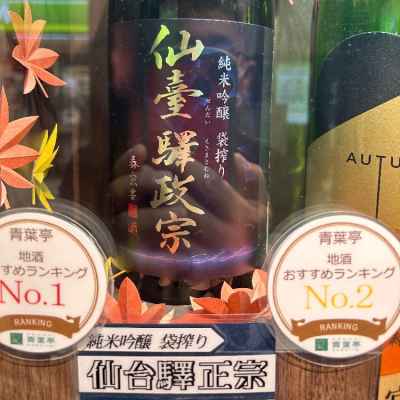 純米吟醸 袋搾り
仙臺驛政宗
せんだい
えきまさむね
AUTU
青葉亭
地酒
すすめランキング
No.1
RANKING
青葉亭
青葉亭
地酒
おすすめランキング
No.2
RANKING
青葉亭
純米吟醸 袋搾り
仙台驛正宗